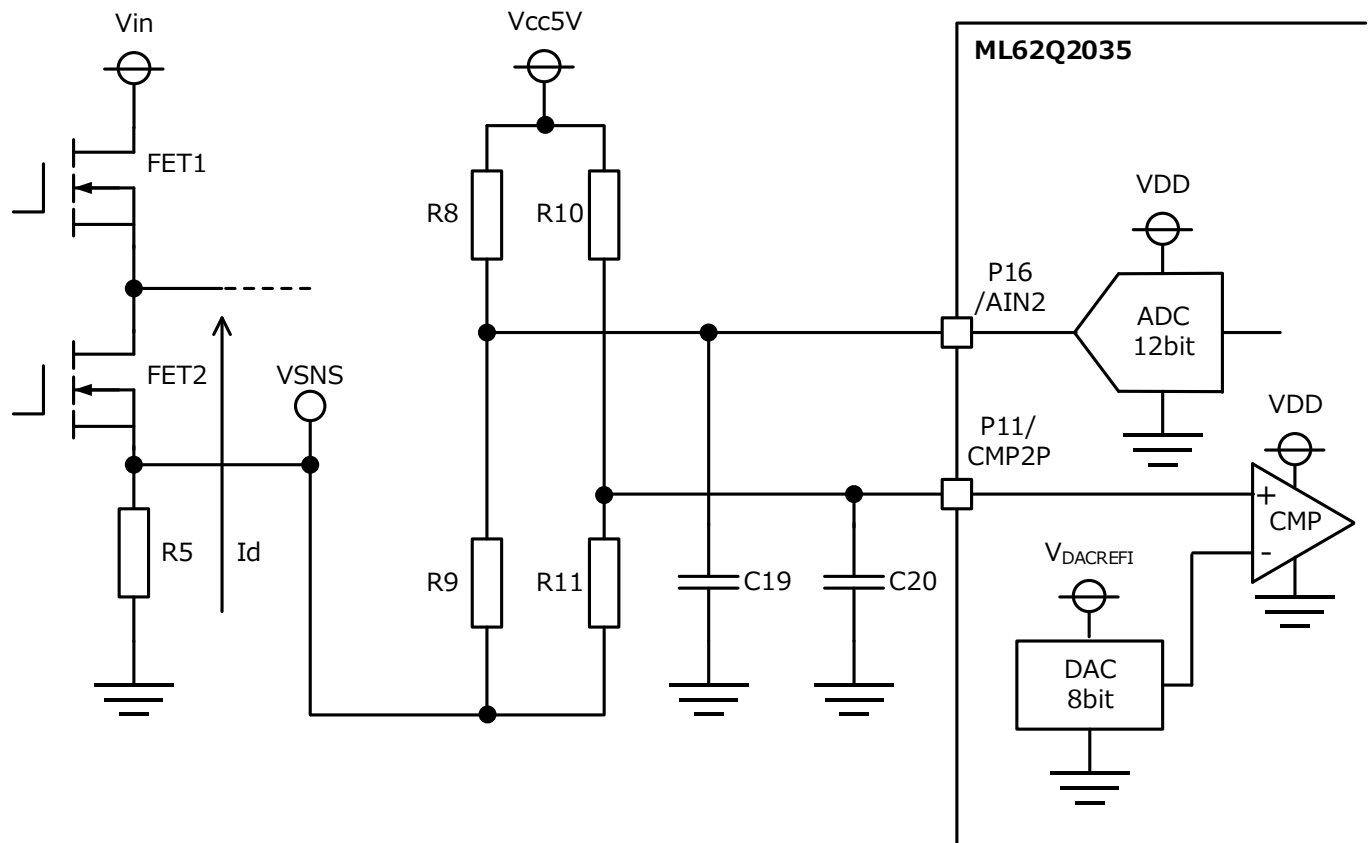 Vin
Vcc5V
ML62Q2035
FET1
R8
R10
VDD
P16
/AIN2
ADC
12bit
FET2
VSNS
P11/
CMP2P
VDD
+
CMP
-
R5
Id
R9
R11
C19
C20
VDACREFI
DAC
8bit